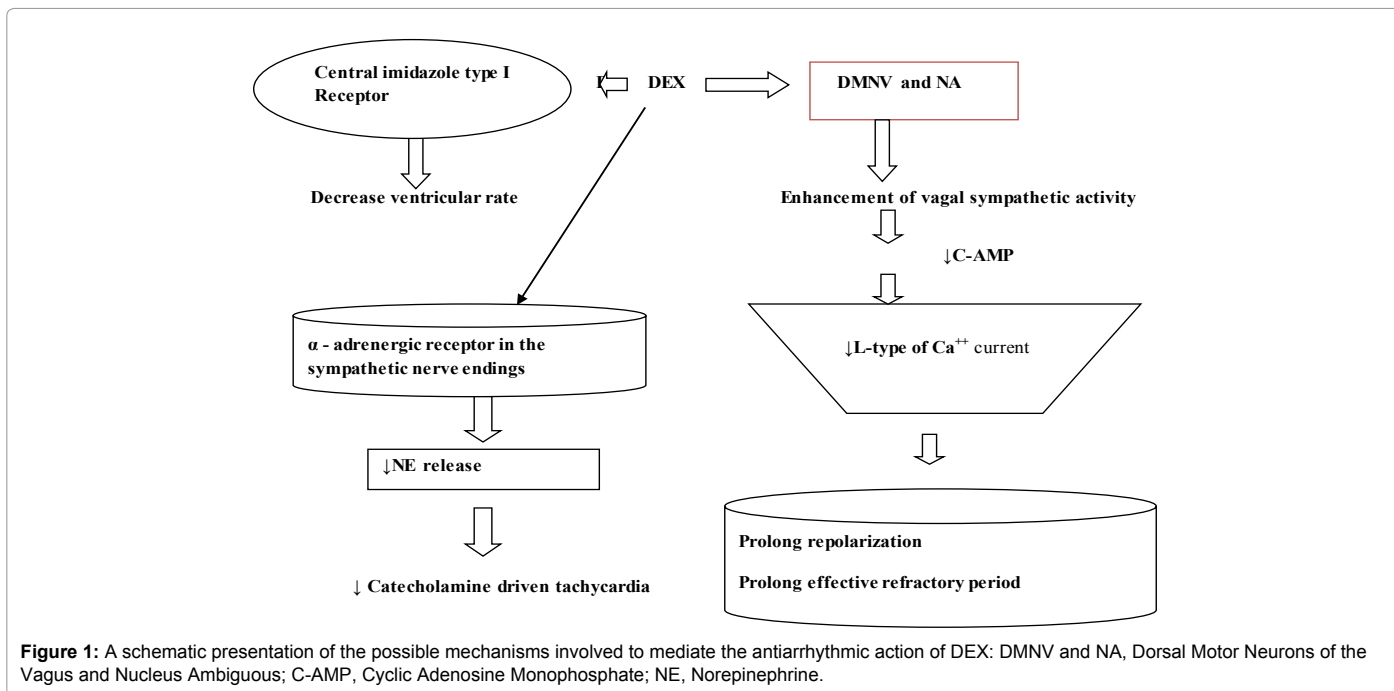 Central imidazole type I
Receptor
DEX
DMNV and NA
Decrease ventricular rate
Enhancement of vagal sympathetic activity
↓C-AMP
α - adrenergic receptor in the
sympathetic nerve endings
↓L-type of Ca⁺⁺ current
↓NE release
Prolong repolarization
Prolong effective refractory period
↓ Catecholamine driven tachycardia
Figure 1: A schematic presentation of the possible mechanisms involved to mediate the antiarrhythmic action of DEX: DMNV and NA, Dorsal Motor Neurons of the
Vagus and Nucleus Ambiguous; C-AMP, Cyclic Adenosine Monophosphate; NE, Norepinephrine.